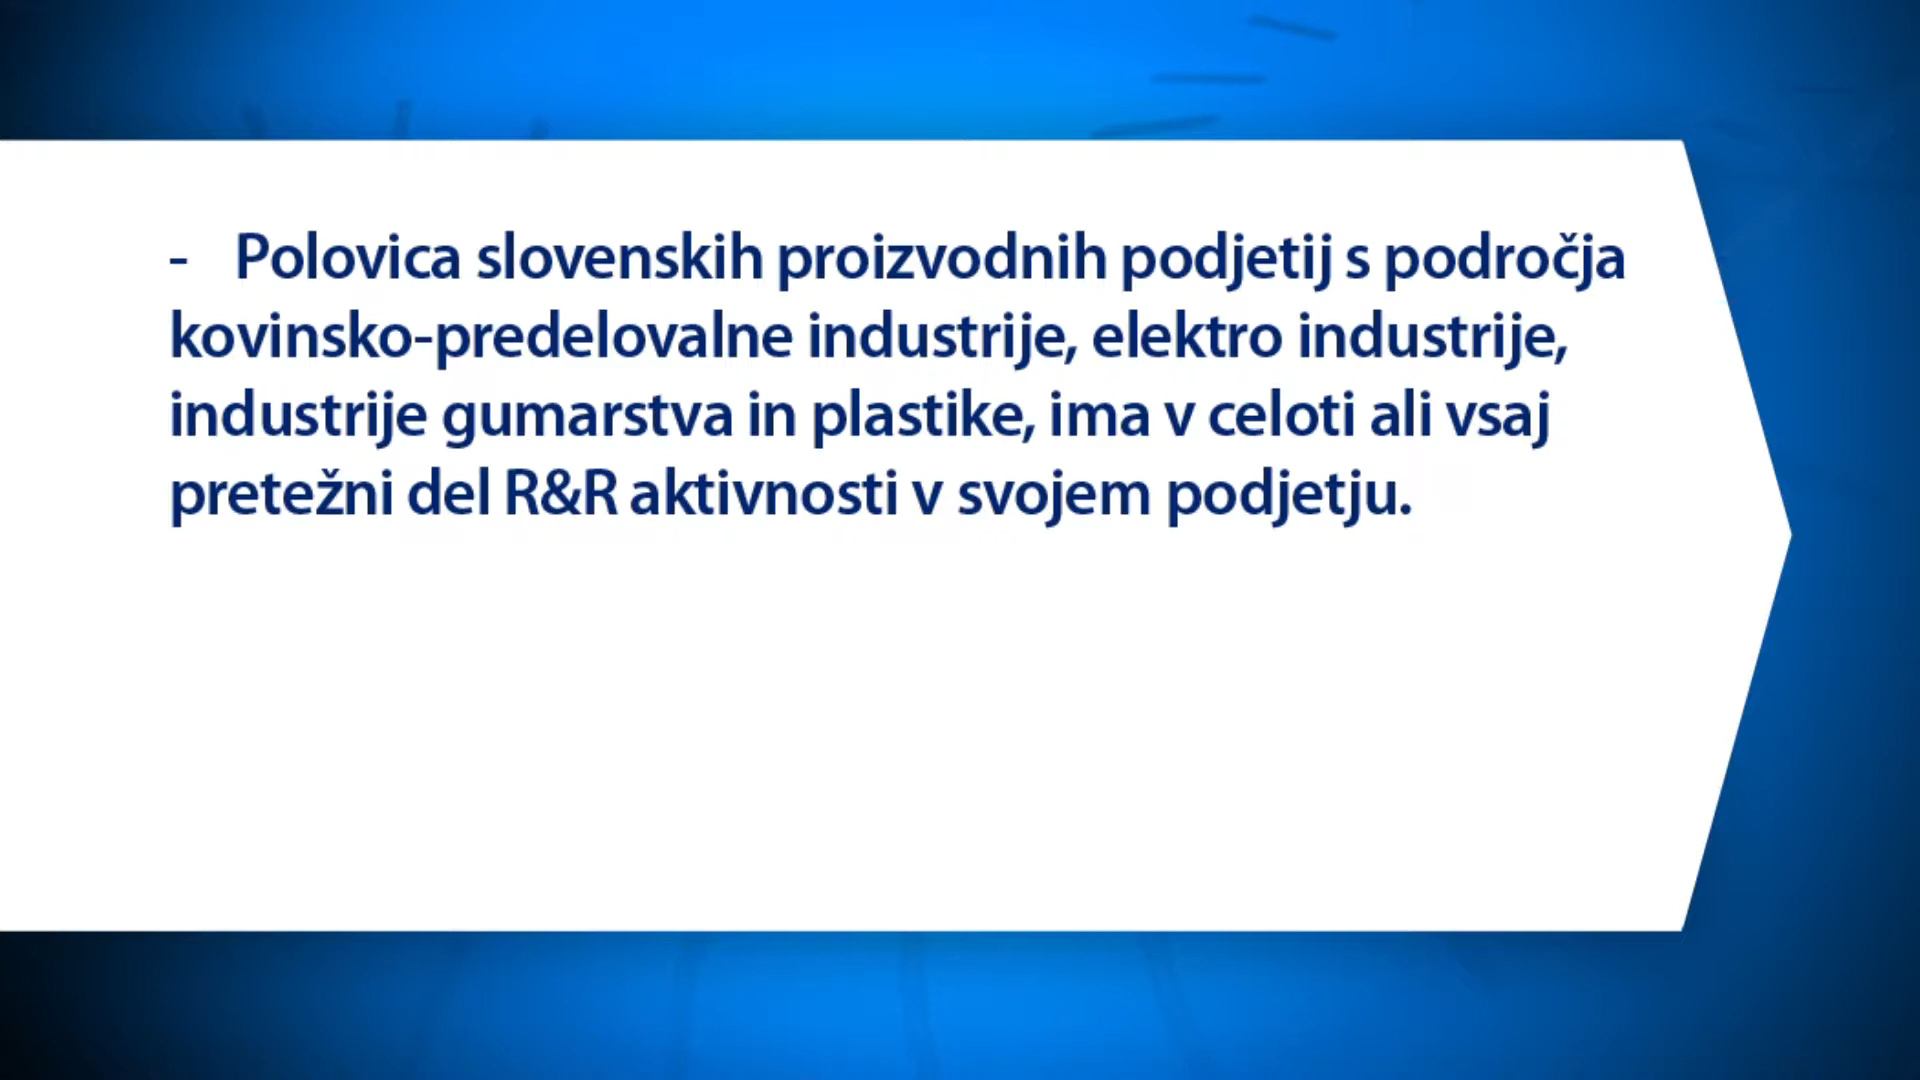 - Polovica slovenskih proizvodnih podjetij s področja
kovinsko-predelovalne industrije, elektro industrije,
industrije gumarstva in plastike, ima v celoti ali vsaj
pretežni del R&R aktivnosti v svojem podjetju.